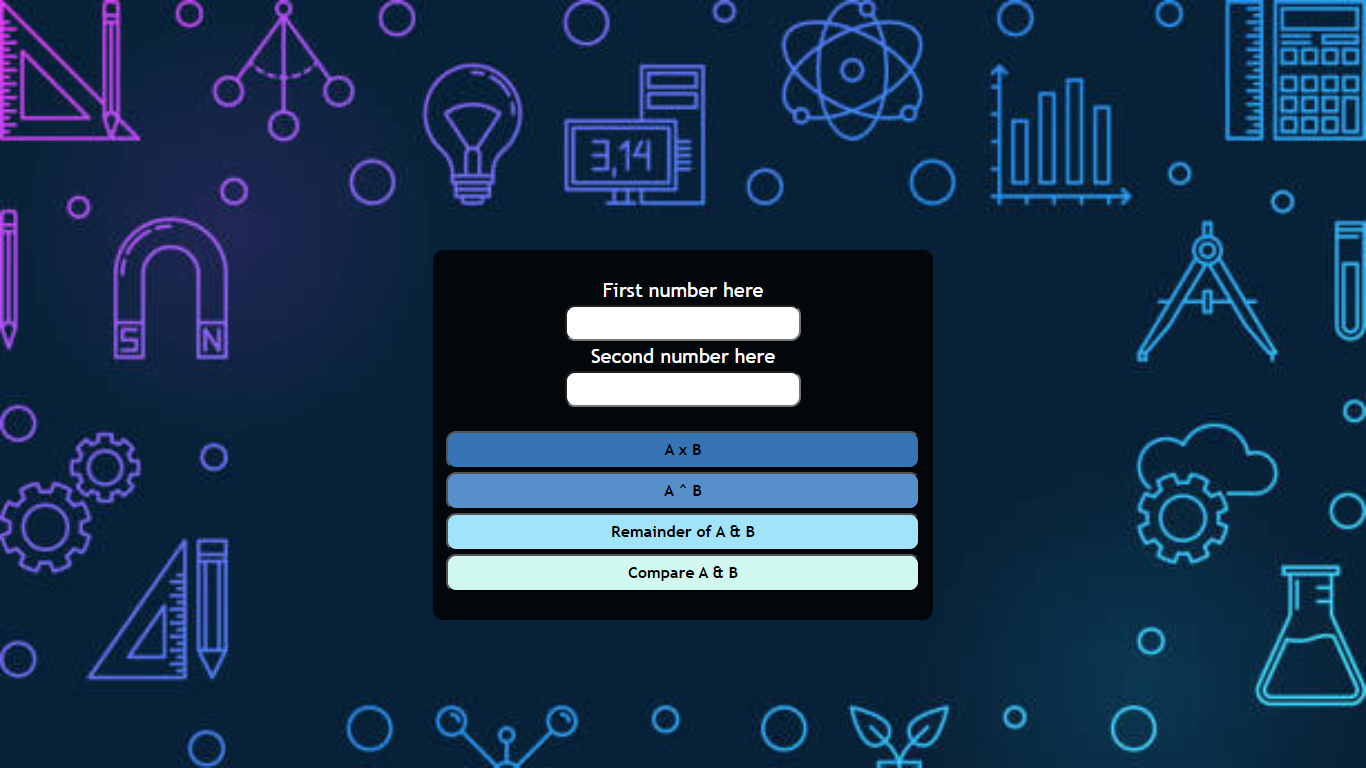 3,14
S N
First number here
Second number here
A x B
A ^ B
Remainder of A & B
Compare A & B